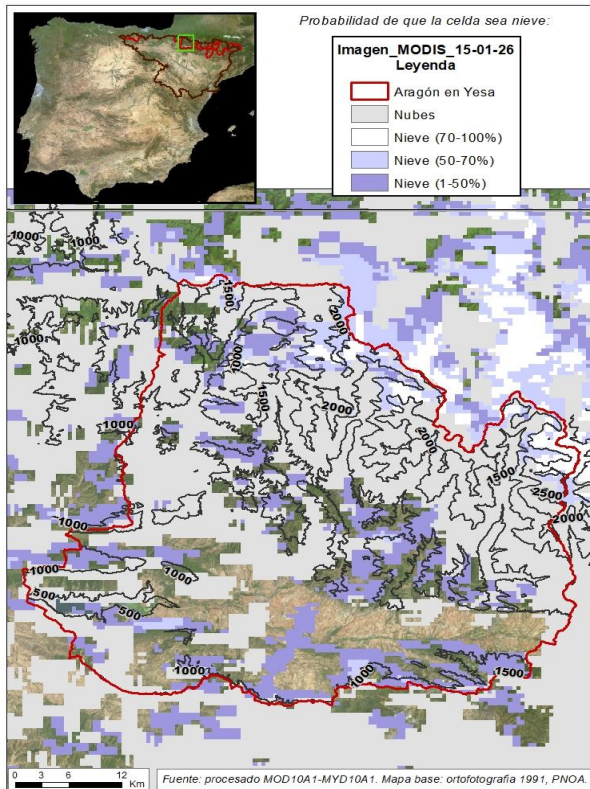 Probabilidad de que la celda sea nieve:
Imagen_MODIS_15-01-26
Leyenda
Aragón en Yesa
Nubes
Nieve (70-100%)
Nieve (50-70%)
Nieve (1-50%)
1000
1000
1000
1500
2000
1000
1000
1500
2000
2000
1000
1500
2500
2000
1000
1000
1000
500
500
1000
1000
1500
0 3 6 12
Km
Fuente: procesado MOD10A1-MYD10A1. Mapa base: ortofotografía 1991, PNOA.